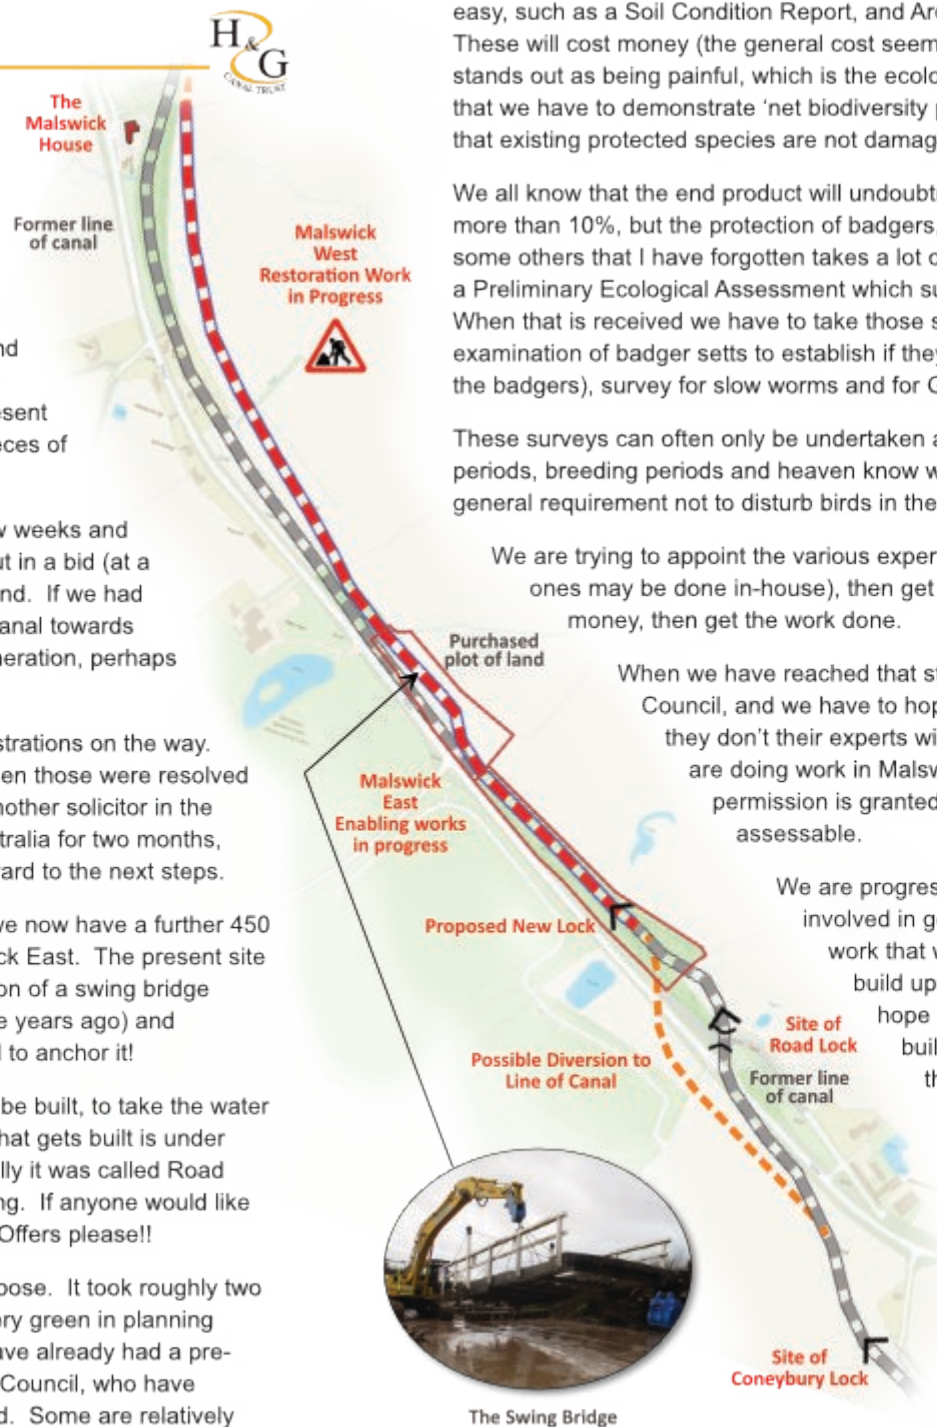 H&G
CANAL TRUST
The
Malswick
House
Former line
of canal
Malswick
West
Restoration Work
in Progress
Purchased
plot of land
Malswick
East
Enabling works
in progress
Proposed New Lock
Possible Diversion to
Line of Canal
Site of
Road Lock
Former line
of canal
Site of
Coneybury Lock
The Swing Bridge
nd
esent
eces of
w weeks and
ut in a bid (at a
nd. If we had
anal towards
neration, perhaps
strations on the way.
en those were resolved
nother solicitor in the
tralia for two months,
ard to the next steps.
we now have a further 450
ck East. The present site
on of a swing bridge
e years ago) and
l to anchor it!
be built, to take the water
hat gets built is under
lly it was called Road
ng. If anyone would like
Offers please!!
pose. It took roughly two
ery green in planning
ave already had a pre-
Council, who have
d. Some are relatively
easy, such as a Soil Condition Report, and Arc
These will cost money (the general cost seem
stands out as being painful, which is the ecolo
that we have to demonstrate ‘net biodiversity
that existing protected species are not damag
We all know that the end product will undoubt
more than 10%, but the protection of badgers,
some others that I have forgotten takes a lot o
a Preliminary Ecological Assessment which su
When that is received we have to take those s
examination of badger setts to establish if they
the badgers), survey for slow worms and for G
These surveys can often only be undertaken a
periods, breeding periods and heaven know w
general requirement not to disturb birds in the
We are trying to appoint the various exper
ones may be done in-house), then get
money, then get the work done.
When we have reached that st
Council, and we have to hop
they don’t their experts wi
are doing work in Malsw
permission is granted
assessable.
We are progres
involved in g
work that w
build up
hope
buil
th